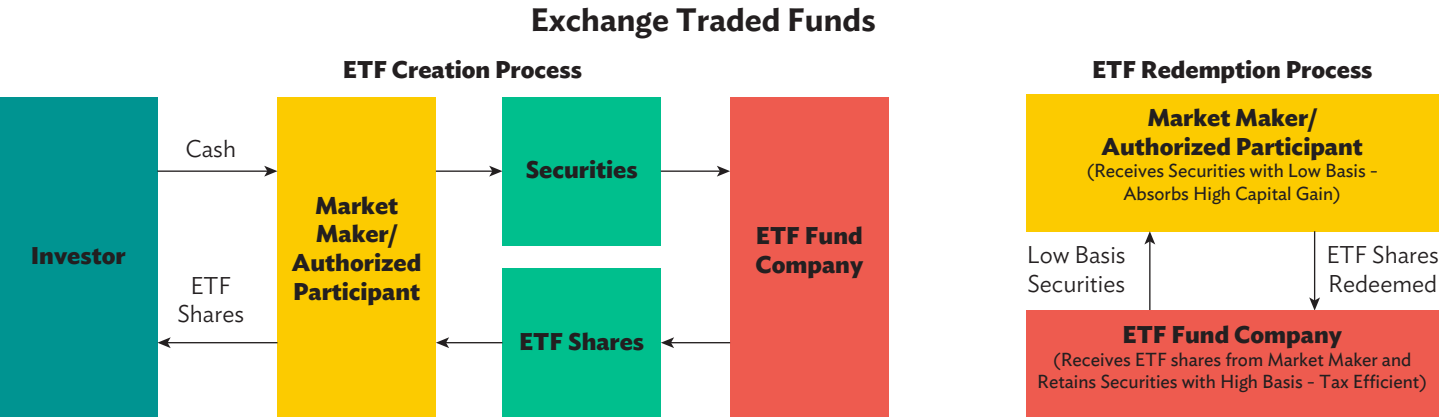 Exchange Traded Funds
ETF Creation Process
Investor
Cash
ETF
Shares
Market
Maker/
Authorized
Participant
Securities
ETF Shares
ETF Fund
Company
ETF Redemption Process
Market Maker/
Authorized Participant
(Receives Securities with Low Basis -
Absorbs High Capital Gain)
Low Basis
Securities
ETF Shares
Redeemed
ETF Fund Company
(Receives ETF shares from Market Maker and
Retains Securities with High Basis - Tax Efficient)